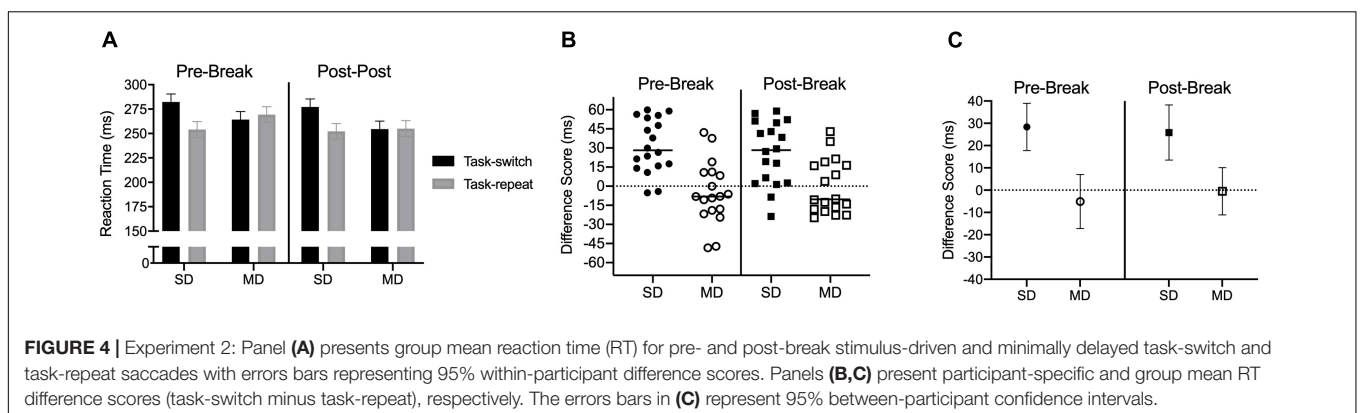 A
B
C
Pre-Break
Post-Post
Reaction Time (ms)
300
275
250
225
200
175
150
0
SD
MD
SD
MD
Task-switch
Task-repeat
Pre-Break
Post-Break
Difference Score (ms)
60
45
30
15
0
-15
-30
-45
-60
SD
MD
SD
MD
Pre-Break
Post-Break
Difference Score (ms)
40
30
20
10
0
-10
-20
-30
-40
SD
MD
SD
MD
FIGURE 4 | Experiment 2: Panel (A) presents group mean reaction time (RT) for pre- and post-break stimulus-driven and minimally delayed task-switch and
task-repeat saccades with errors bars representing 95% within-participant difference scores. Panels (B,C) present participant-specific and group mean RT
difference scores (task-switch minus task-repeat), respectively. The errors bars in (C) represent 95% between-participant confidence intervals.